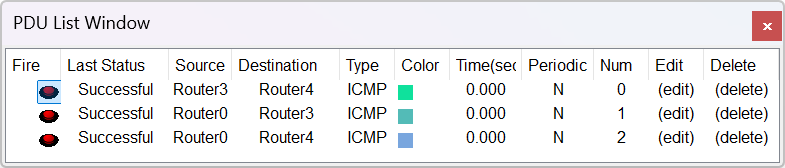 PDU List Window ×
Fire Last Status Source Destination Type Color Time(sec Periodic Num Edit Delete
Successful Router3 Router4 ICMP 0.000 N 0 (edit) (delete)
Successful Router0 Router3 ICMP 0.000 N 1 (edit) (delete)
Successful Router0 Router4 ICMP 0.000 N 2 (edit) (delete)